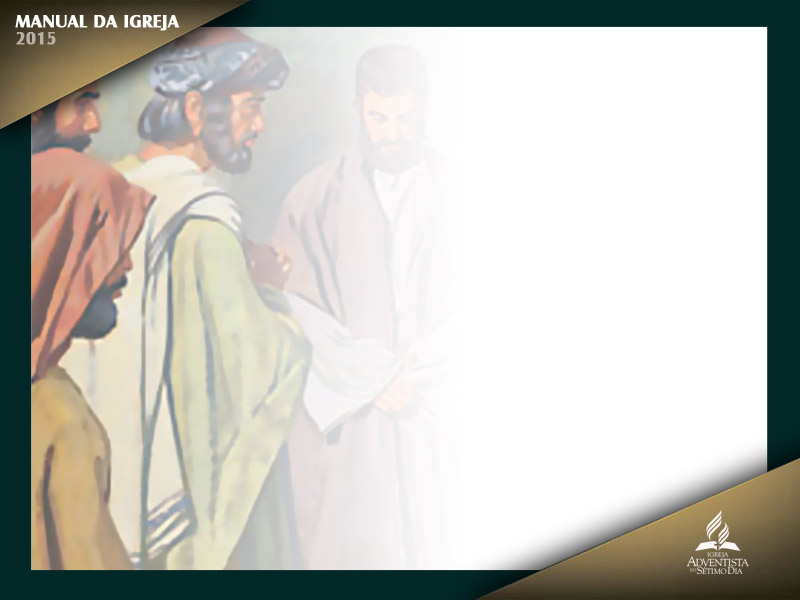 MANUAL DA IGREJA
2015
IGREJA
ADVENTISTA
DO SÉTIMO DIA